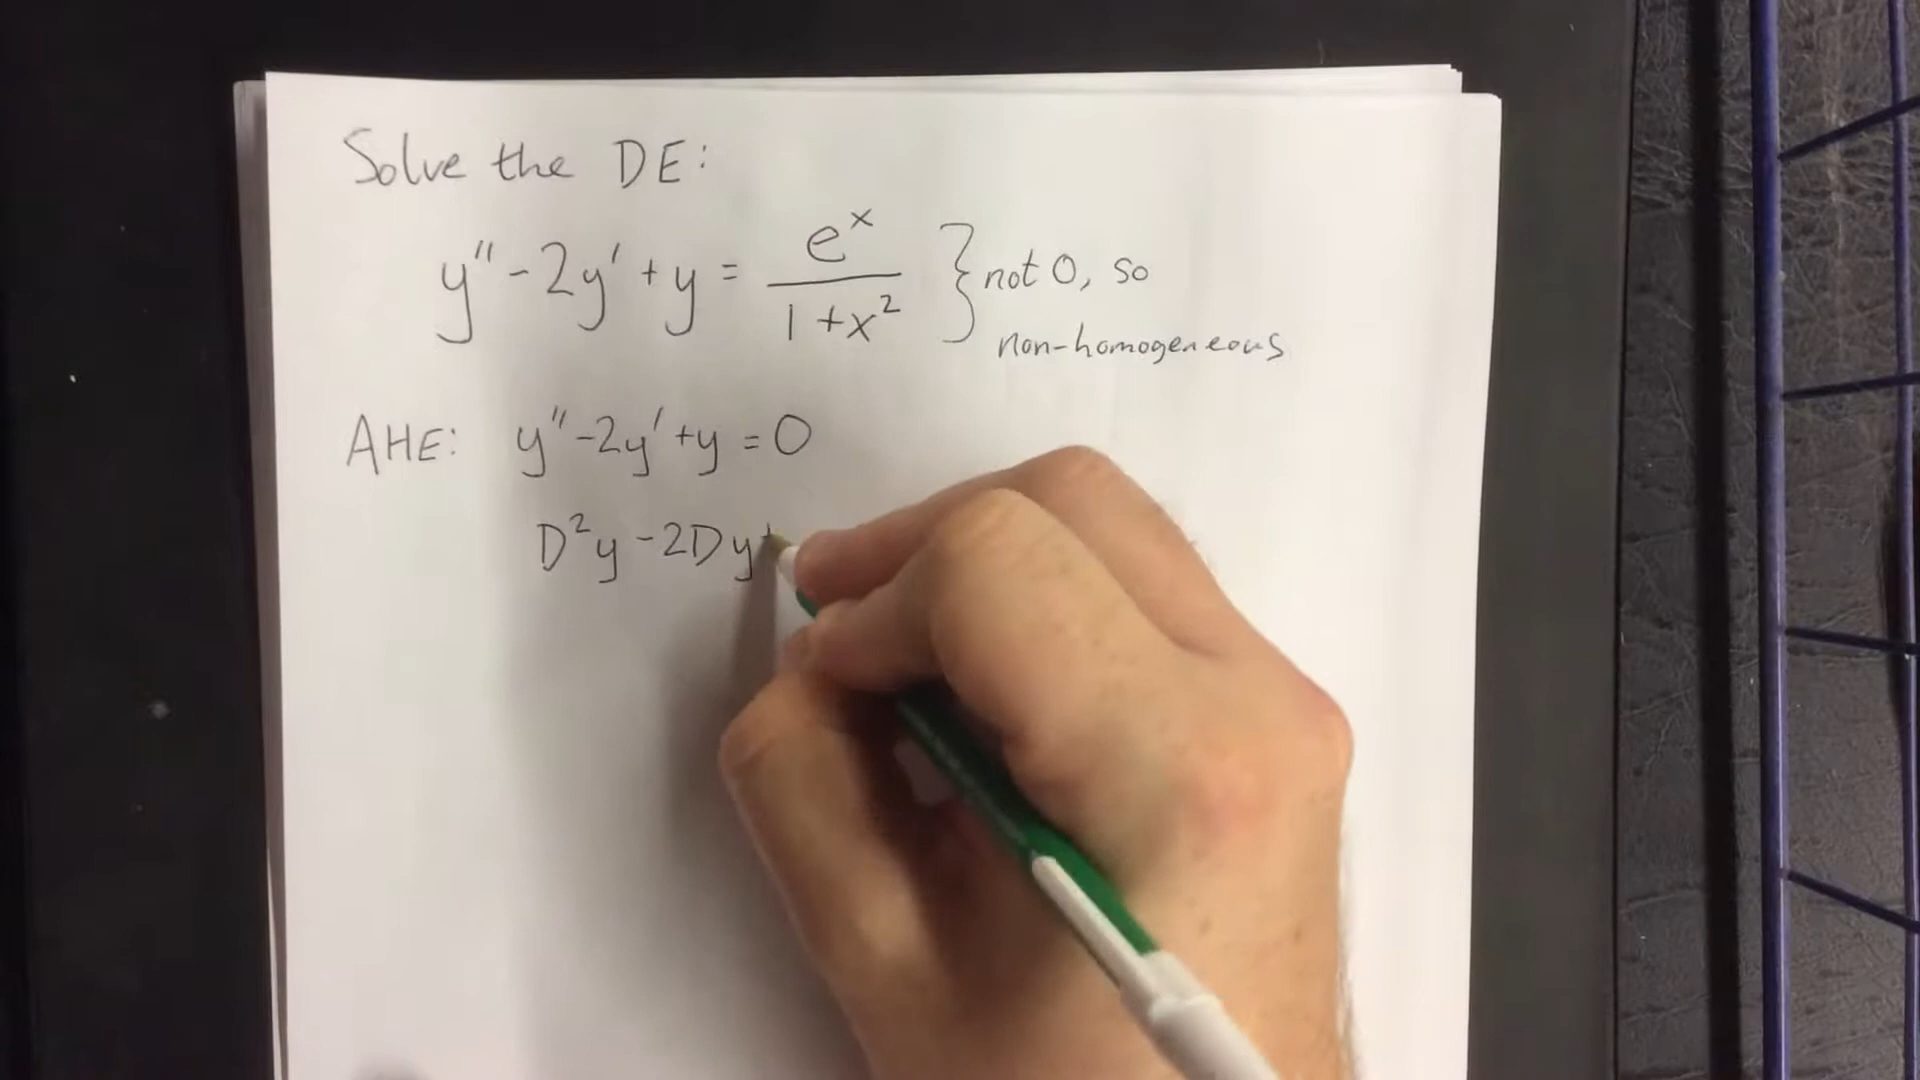 Solve the DE:
y" - 2y' + y = e^x / (1 + x^2) } not 0, so
non-homogeneous
AHE: y" - 2y' + y = 0
D^2y - 2Dy +